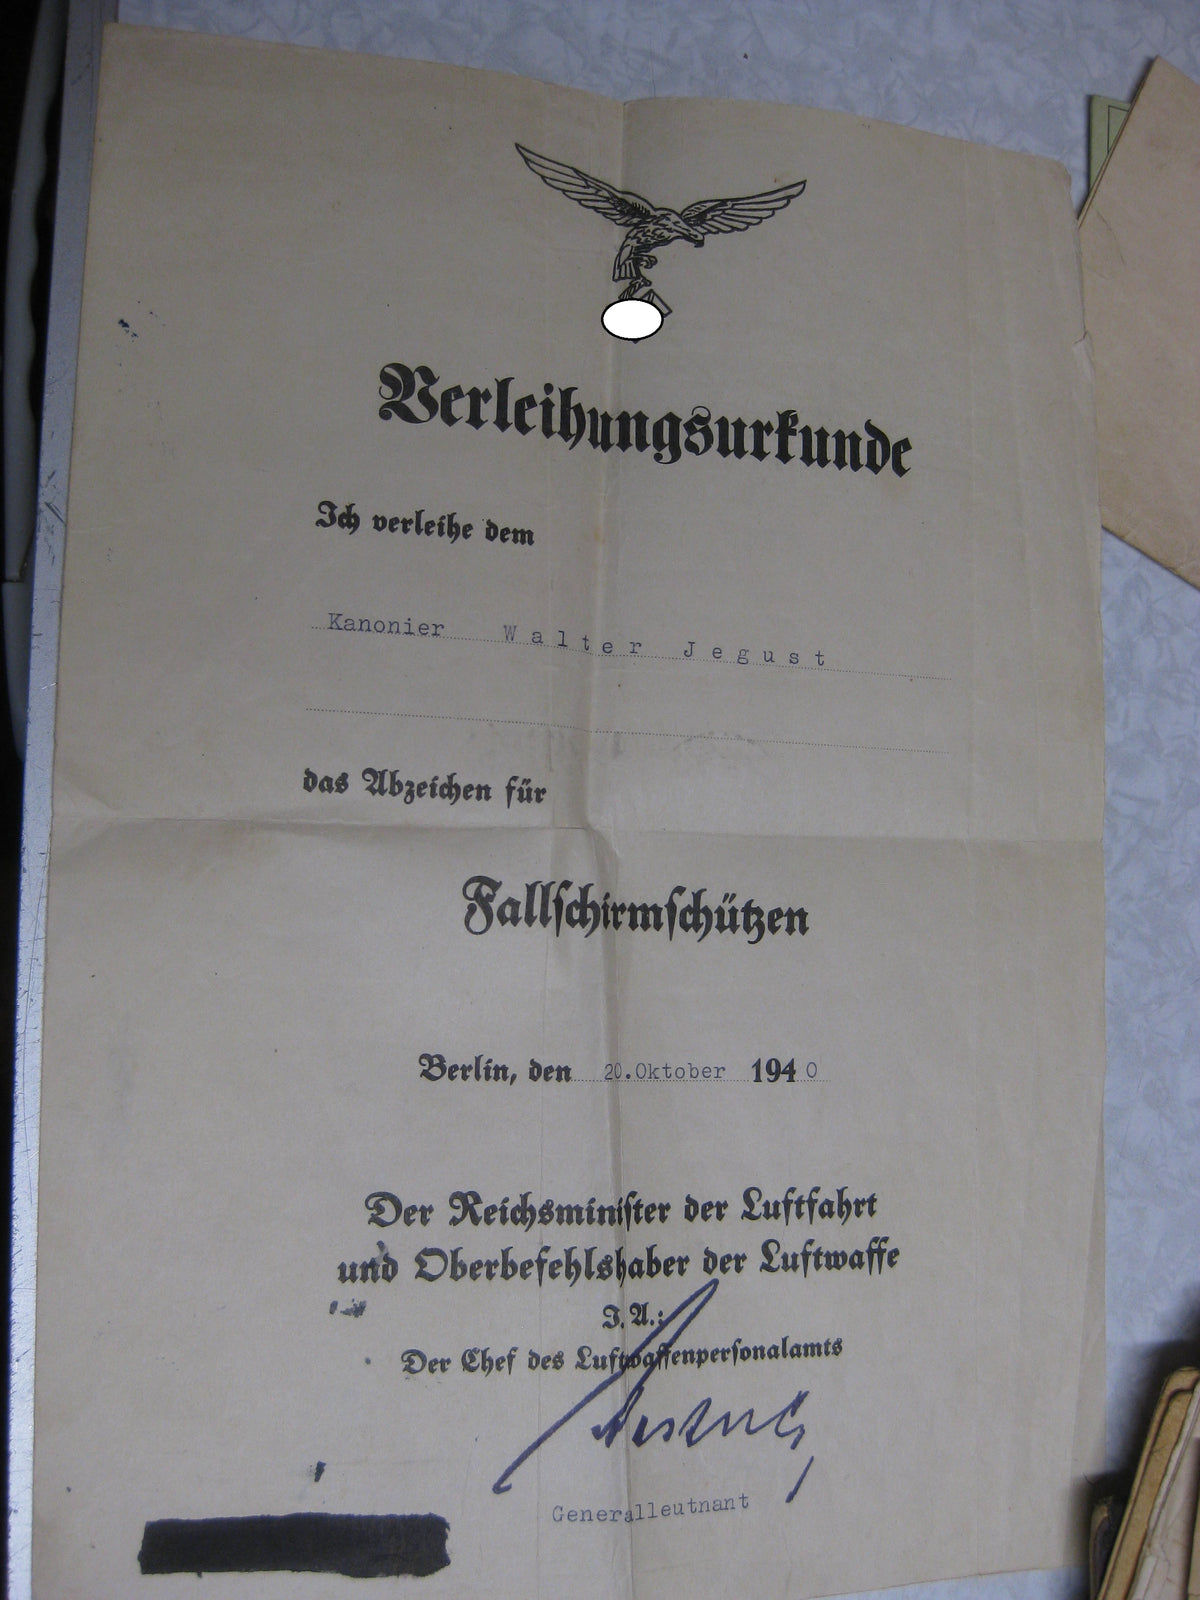 Verleihungsurkunde
Ich verleihe dem
Kanonier Walter Jegust
das Abzeichen für
Fallschirmschützen
Berlin, den 20.Oktober 1940
Der Reichsminister der Luftfahrt
und Oberbefehlshaber der Luftwaffe
I.A.:
Der Chef des Luftwaffenpersonalamts
Generalleutnant